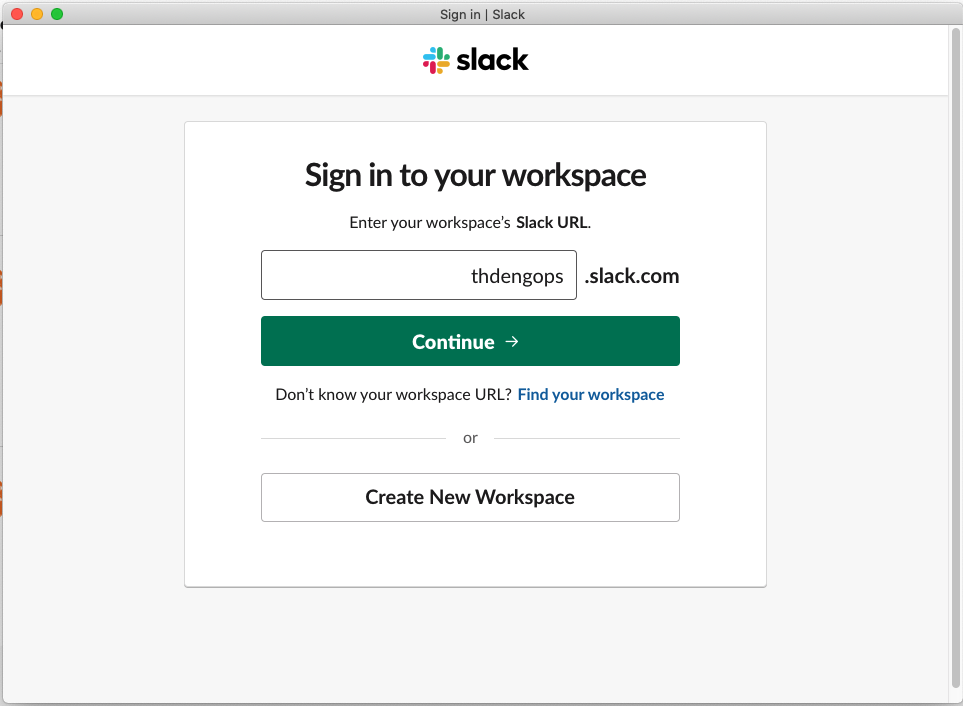 Sign in | Slack
slack
Sign in to your workspace
Enter your workspace's Slack URL.
thdengops .slack.com
Continue →
Don't know your workspace URL? Find your workspace
or
Create New Workspace